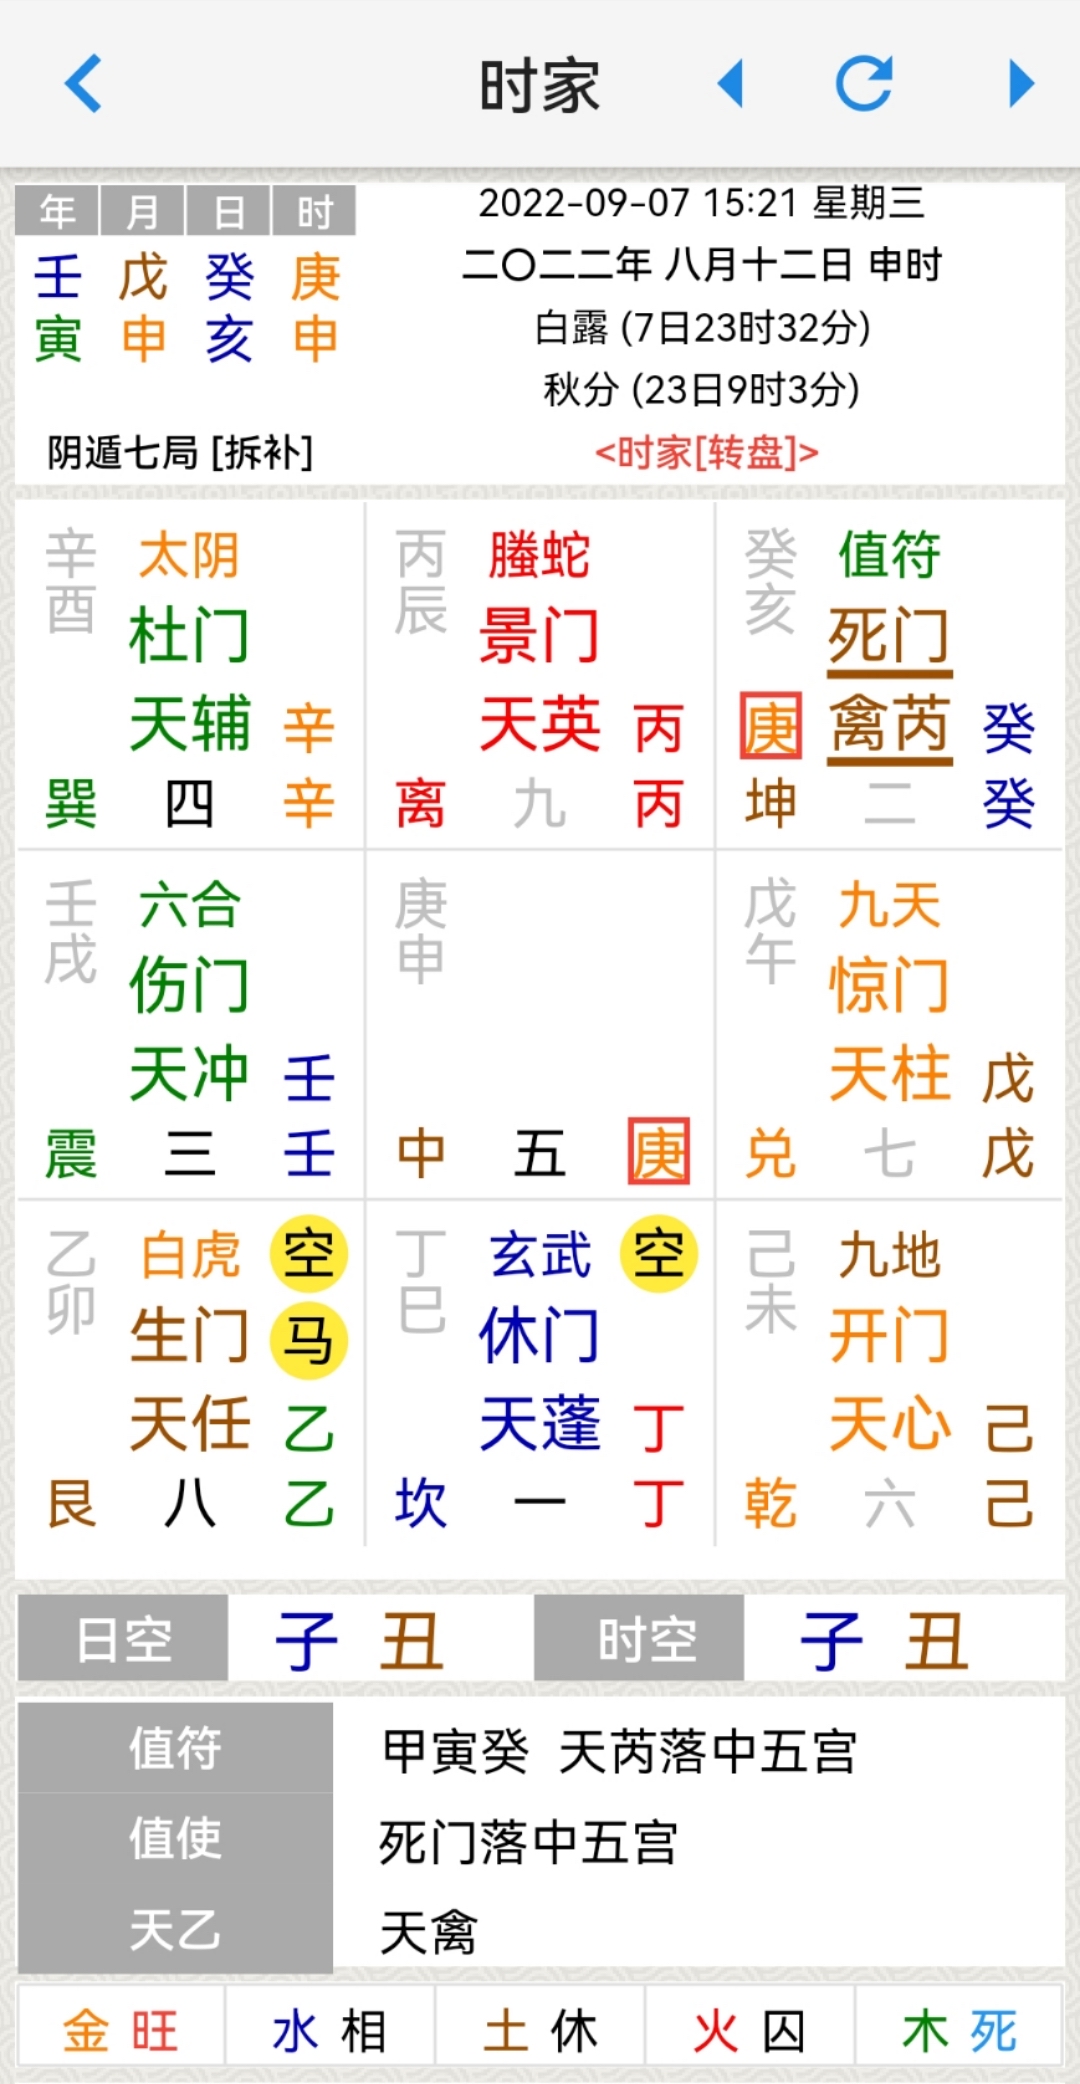 时家
年 月 日 时
壬 戊 癸 庚
寅 申 亥 申
阴遁七局 [拆补]
2022-09-07 15:21 星期三
二〇二二年 八月十二日 申时
白露 (7日23时32分)
秋分 (23日9时3分)
<时家[转盘]>
辛酉 太阴
杜门
天辅 辛
巽 四 辛
丙辰 螣蛇
景门
天英 丙
离 九 丙
癸亥 值符
死门
庚 禽芮 癸
坤 二 癸
壬戌 六合
伤门
天冲 壬
震 三 壬
庚申
中 五 庚
戊午 九天
惊门
天柱 戊
兑 七 戊
乙卯 白虎 空
生门 马
天任 乙
艮 八 乙
丁巳 玄武 空
休门
天蓬 丁
坎 一 丁
己未 九地
开门
天心 己
乾 六 己
日空 子 丑 时空 子 丑
值符 甲寅癸 天芮落中五宫
值使 死门落中五宫
天乙 天禽
金 旺 水 相 土 休 火 囚 木 死